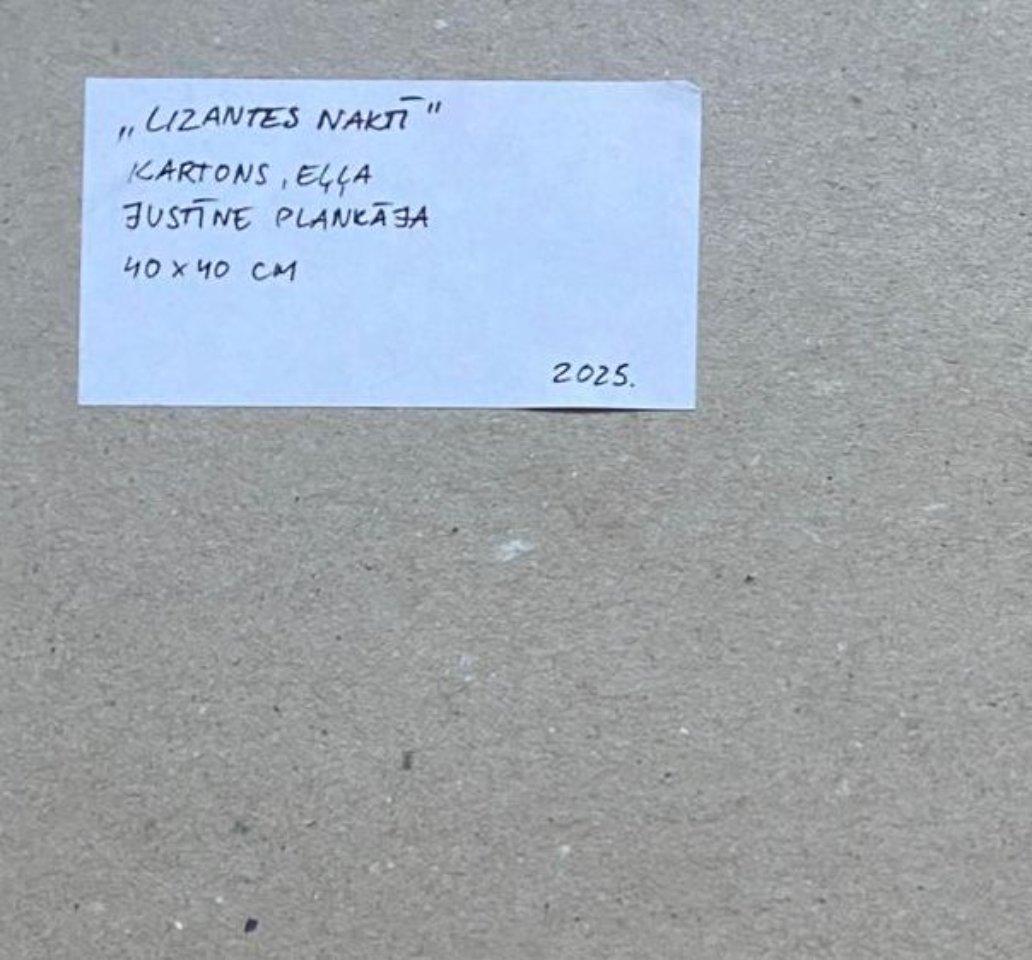 „LIZANTES NAKTĪ"
KARTONS, EĻĻA
JUSTĪNE PLANKĀJA
40 x 40 CM
2025.